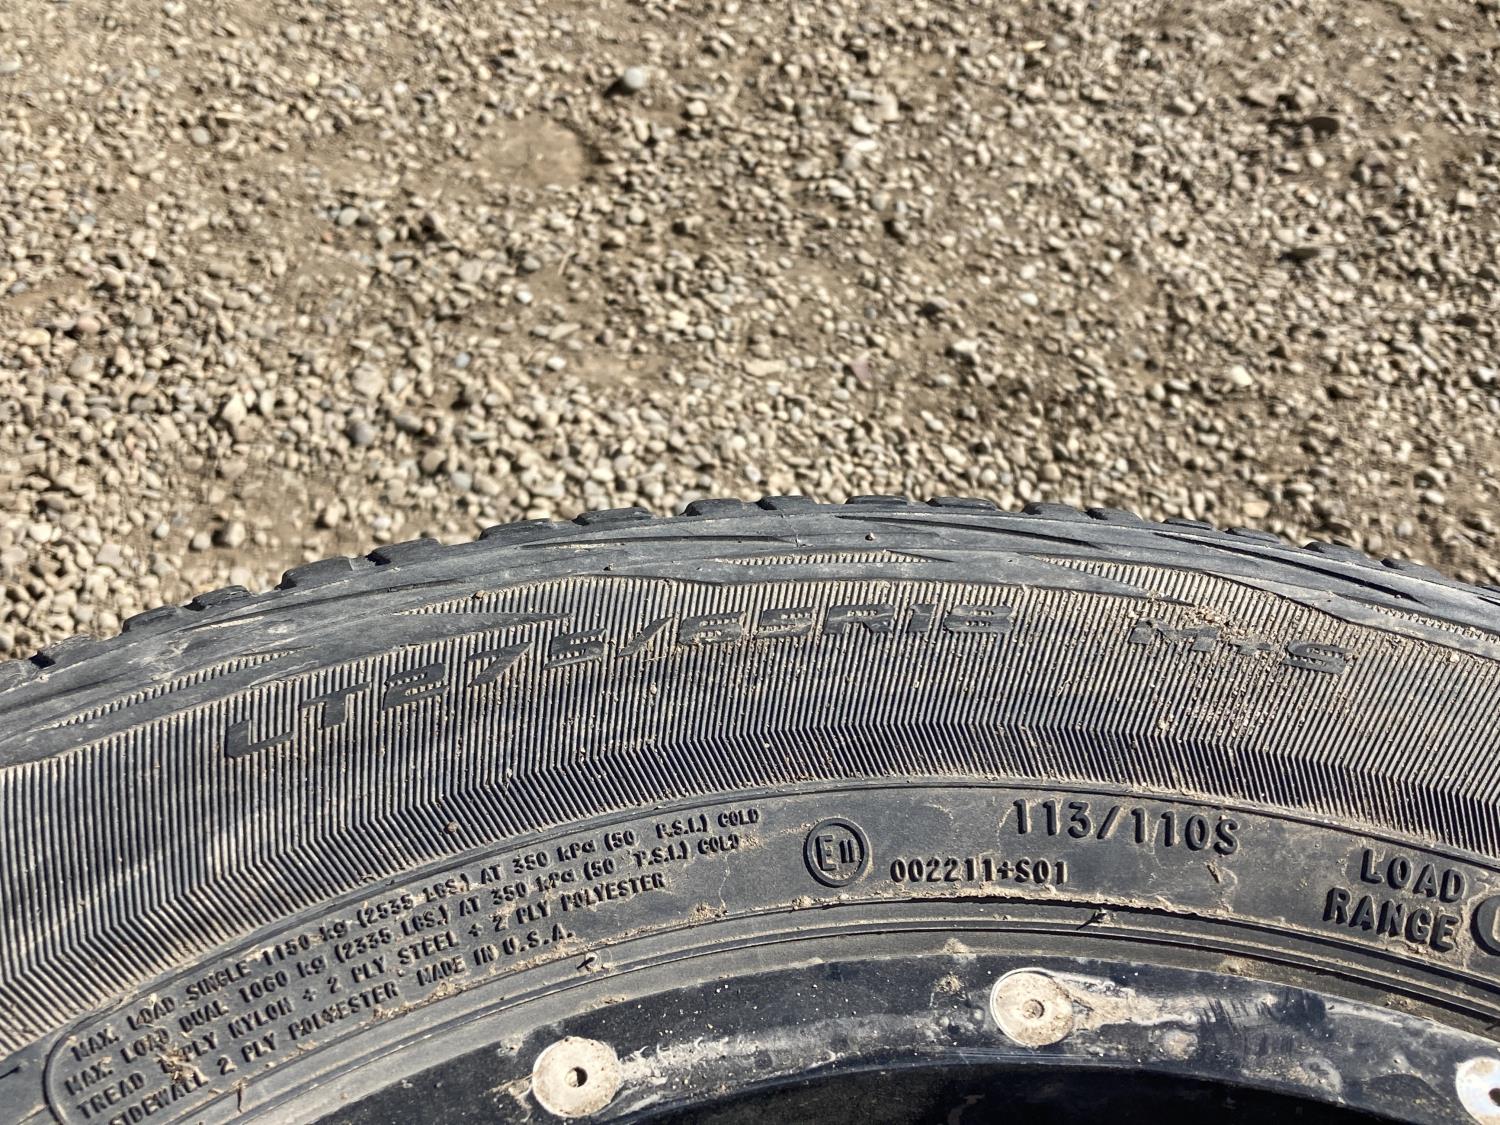 LT275/65R18 M+S
113/110S
LOAD
RANGE
E11 002211+S01
MAX. LOAD SINGLE 1150 kg (2535 LBS.) AT 350 kPa (50 P.S.I.) COLD
MAX. LOAD DUAL 1060 kg (2335 LBS.) AT 350 kPa (50 P.S.I.) COLD
TREAD 1 PLY NYLON + 2 PLY STEEL + 2 PLY POLYESTER
SIDEWALL 2 PLY POLYESTER MADE IN U.S.A.